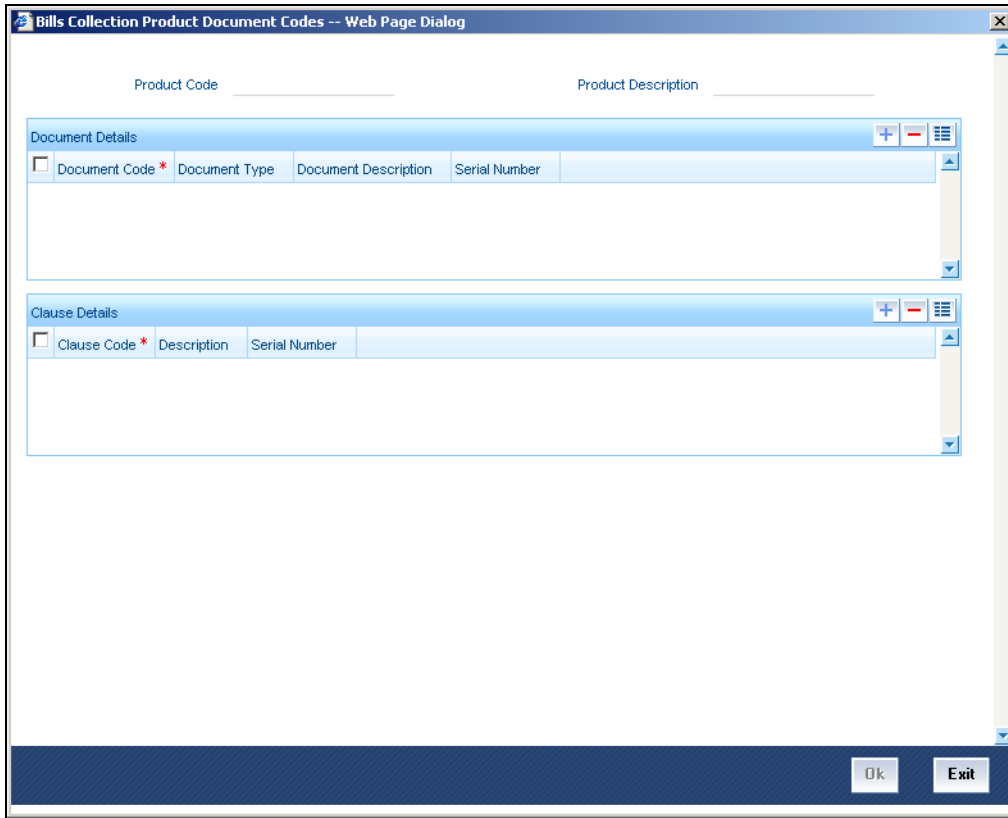 Bills Collection Product Document Codes -- Web Page Dialog
Product Code Product Description
Document Details
Document Code * Document Type Document Description Serial Number
Clause Details
Clause Code * Description Serial Number
Ok Exit